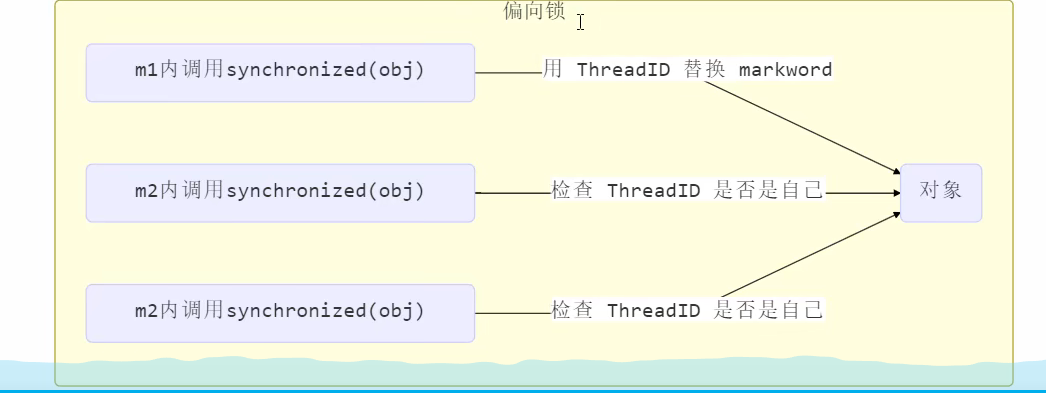 偏向锁
m1内调用synchronized(obj)
用 ThreadID 替换 markword
m2内调用synchronized(obj)
检查 ThreadID 是否是自己
对象
m2内调用synchronized(obj)
检查 ThreadID 是否是自己